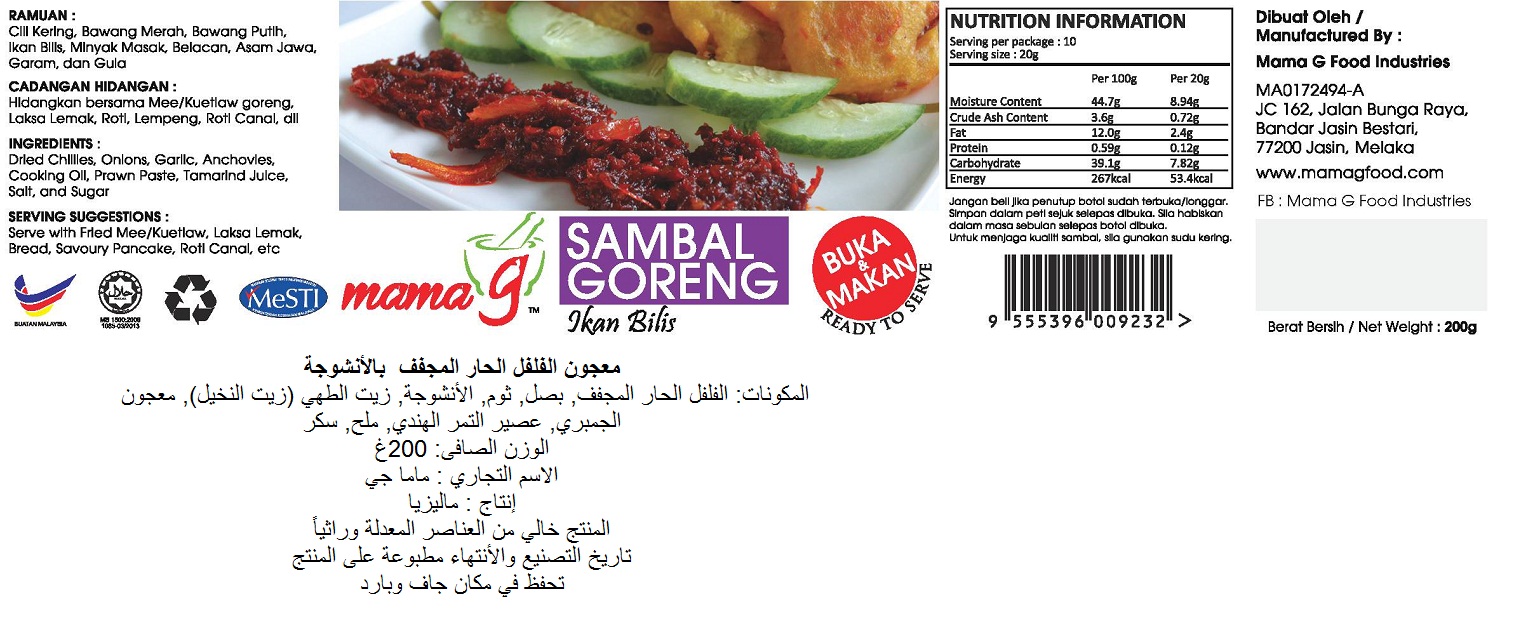 RAMUAN :
Cili Kering, Bawang Merah, Bawang Putih,
Ikan Bilis, Minyak Masak, Belacan, Asam Jawa,
Garam, dan Gula
CADANGAN HIDANGAN :
Hidangkan bersama Mee/Kuetiaw goreng,
Laksa Lemak, Roti, Lempeng, Roti Canai, dll
INGREDIENTS :
Dried Chillies, Onions, Garlic, Anchovies,
Cooking Oil, Prawn Paste, Tamarind Juice,
Salt, and Sugar
SERVING SUGGESTIONS :
Serve with Fried Mee/Kuetiaw, Laksa Lemak,
Bread, Savoury Pancake, Roti Canai, etc
BUATAN MALAYSIA
MS 1500:2009
1085-03/2013
MeSTI
mama g TM
SAMBAL
GORENG
Ikan Bilis
BUKA
&
MAKAN
READY TO SERVE
NUTRITION INFORMATION
Serving per package : 10
Serving size : 20g
Per 100g Per 20g
Moisture Content 44.7g 8.94g
Crude Ash Content 3.6g 0.72g
Fat 12.0g 2.4g
Protein 0.59g 0.12g
Carbohydrate 39.1g 7.82g
Energy 267kcal 53.4kcal
Jangan beli jika penutup botol sudah terbuka/longgar.
Simpan dalam peti sejuk selepas dibuka. Sila habiskan
dalam masa sebulan selepas botol dibuka.
Untuk menjaga kualiti sambal, sila gunakan sudu kering.
9 555396 009232 >
Dibuat Oleh /
Manufactured By :
Mama G Food Industries
MA0172494-A
JC 162, Jalan Bunga Raya,
Bandar Jasin Bestari,
77200 Jasin, Melaka
www.mamagfood.com
FB : Mama G Food Industries
Berat Bersih / Net Weight : 200g
معجون الفلفل الحار المجفف بالأنشوجة
المكونات: الفلفل الحار المجفف, بصل, ثوم, الأنشوجة, زيت الطهي (زيت النخيل), معجون
الجمبري, عصير التمر الهندي, ملح, سكر
الوزن الصافى: 200غ
الاسم التجاري : ماما جي
إنتاج : ماليزيا
المنتج خالي من العناصر المعدلة وراثياً
تاريخ التصنيع والأنتهاء مطبوعة على المنتج
تحفظ في مكان جاف وبارد